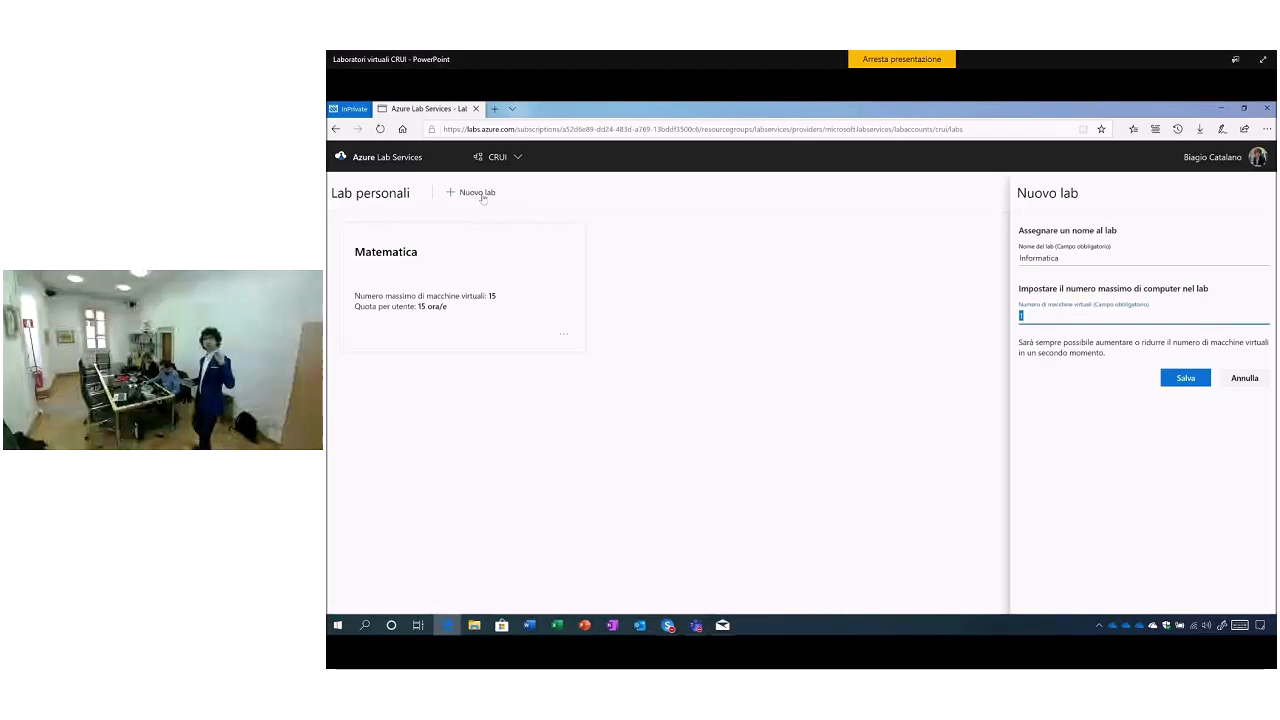 Laboratori virtuali CRUI - PowerPoint
Arresta presentazione
InPrivate
Azure Lab Services - Lal
https://labs.azure.com/subscriptions/a52d6e89-dd24-483d-a769-13bddf3500c6/resourcegroups/labservices/providers/microsoft.labservices/labaccounts/crui/labs
Azure Lab Services
CRUI
Biagio Catalano
Lab personali
Nuovo lab
Matematica
Numero massimo di macchine virtuali: 15
Quota per utente: 15 ora/e
Nuovo lab
Assegnare un nome al lab
Nome del lab (Campo obbligatorio)
Informatica
Impostare il numero massimo di computer nel lab
Numero di macchine virtuali (Campo obbligatorio)
1
Sarà sempre possibile aumentare o ridurre il numero di macchine virtuali
in un secondo momento.
Salva
Annulla